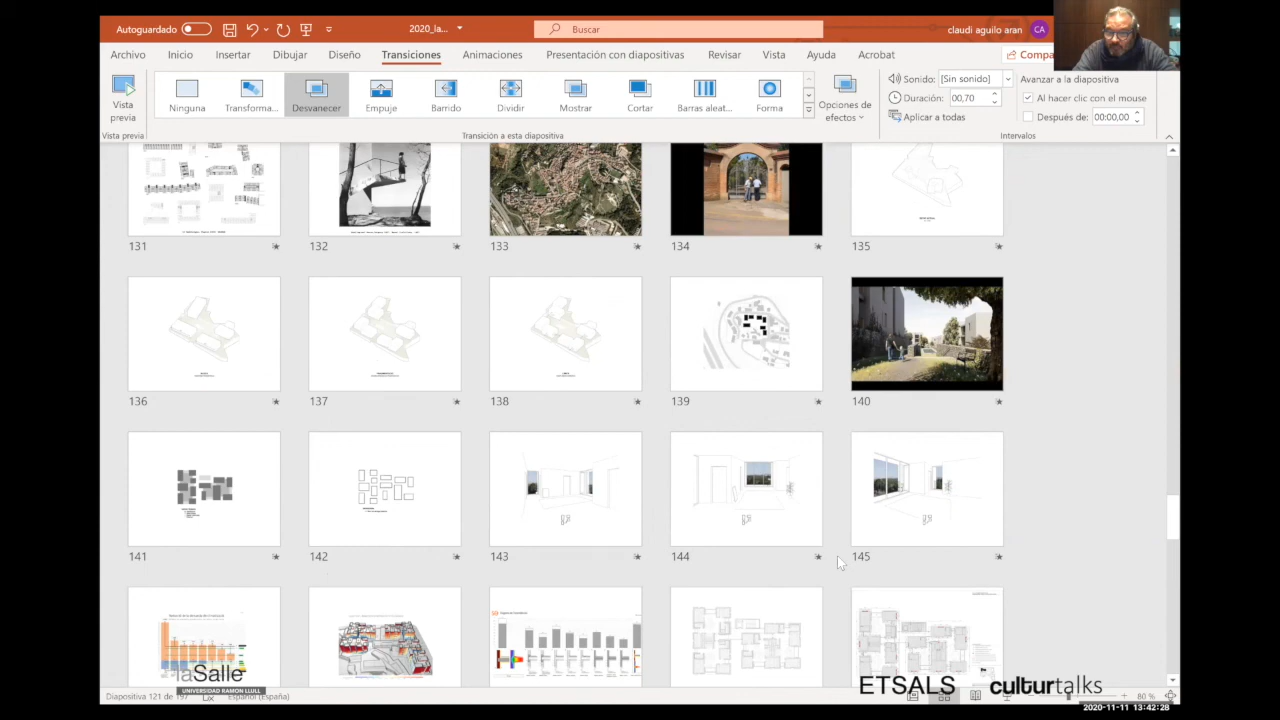 Autoguardado
2020_la...
Buscar
claudi aguilo aran
CA
Archivo
Inicio
Insertar
Dibujar
Diseño
Transiciones
Animaciones
Presentación con diapositivas
Revisar
Vista
Ayuda
Acrobat
Compa
Vista previa
Ninguna
Transforma...
Desvanecer
Empuje
Barrido
Dividir
Mostrar
Cortar
Barras aleat...
Forma
Opciones de efectos
Sonido: [Sin sonido]
Duración: 00,70
Aplicar a todas
Avanzar a la diapositiva
Al hacer clic con el mouse
Después de: 00:00,00
Vista previa
Transición a esta diapositiva
Intervalos
131
132
133
134
135
136
137
138
139
140
141
142
143
144
145
laSalle
UNIVERSIDAD RAMON LLULL
Diapositiva 121 de 197
Español (España)
ETSALS
culturtalks
80 %
2020-11-11 13:42:28